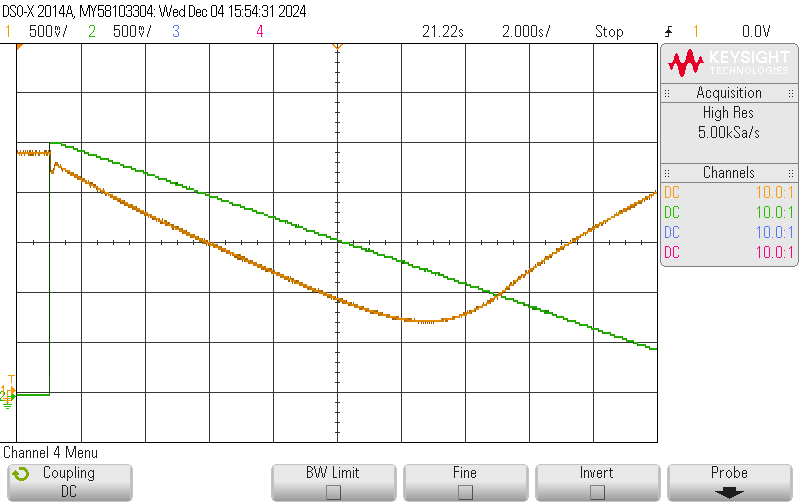 DSO-X 2014A, MY58103304: Wed Dec 04 15:54:31 2024
1 500mV/ 2 500mV/ 3 4 21.22s 2.000s/ Stop 1 0.0V
KEYSIGHT
TECHNOLOGIES
Acquisition
High Res
5.00kSa/s
Channels
DC 10.0:1
DC 10.0:1
DC 10.0:1
DC 10.0:1
T
1
2
Channel 4 Menu
Coupling
DC
BW Limit
Fine
Invert
Probe